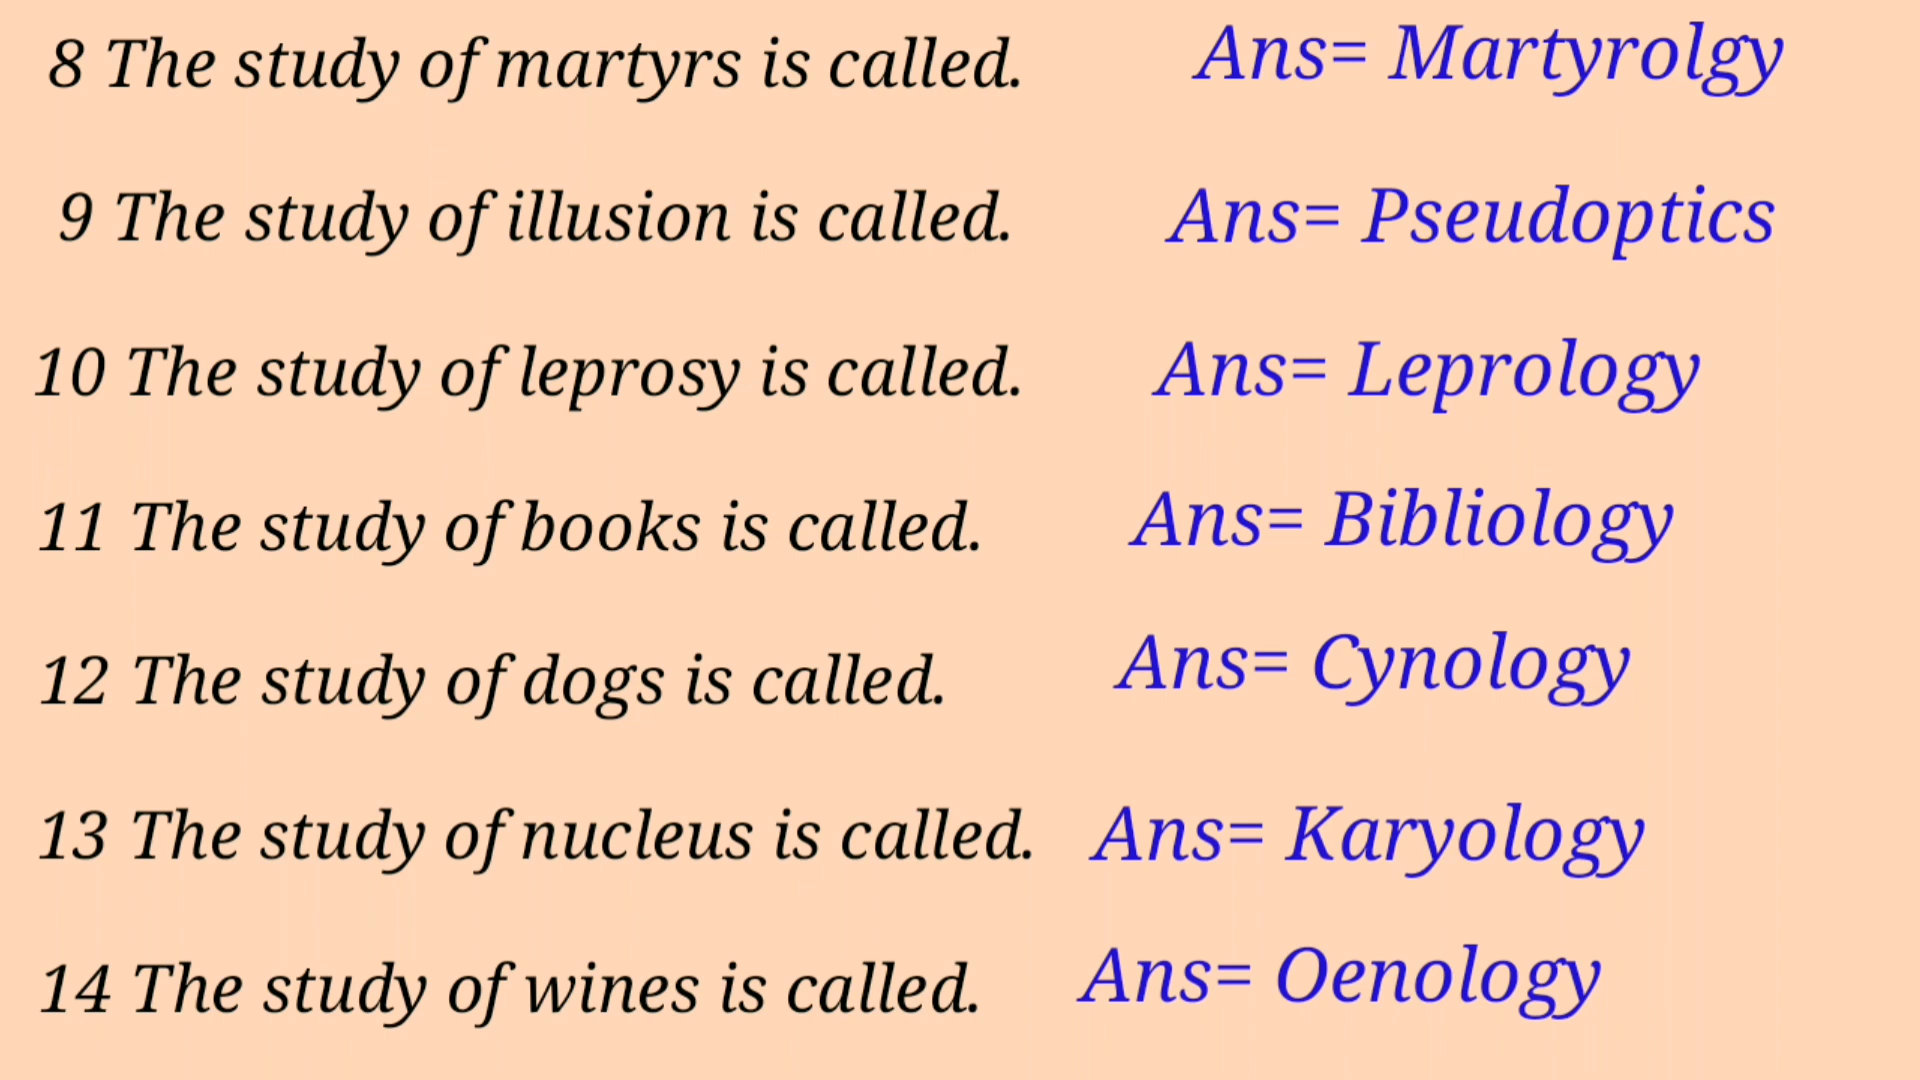 8 The study of martyrs is called. Ans= Martyrolgy
9 The study of illusion is called. Ans= Pseudoptics
10 The study of leprosy is called. Ans= Leprology
11 The study of books is called. Ans= Bibliology
12 The study of dogs is called. Ans= Cynology
13 The study of nucleus is called. Ans= Karyology
14 The study of wines is called. Ans= Oenology